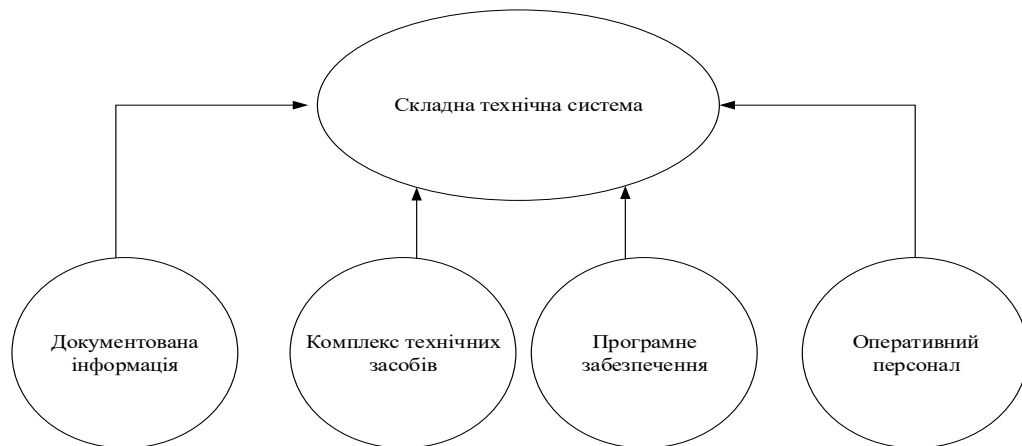 Складна технічна система
Документована
інформація
Комплекс технічних
засобів
Програмне
забезпечення
Оперативний
персонал